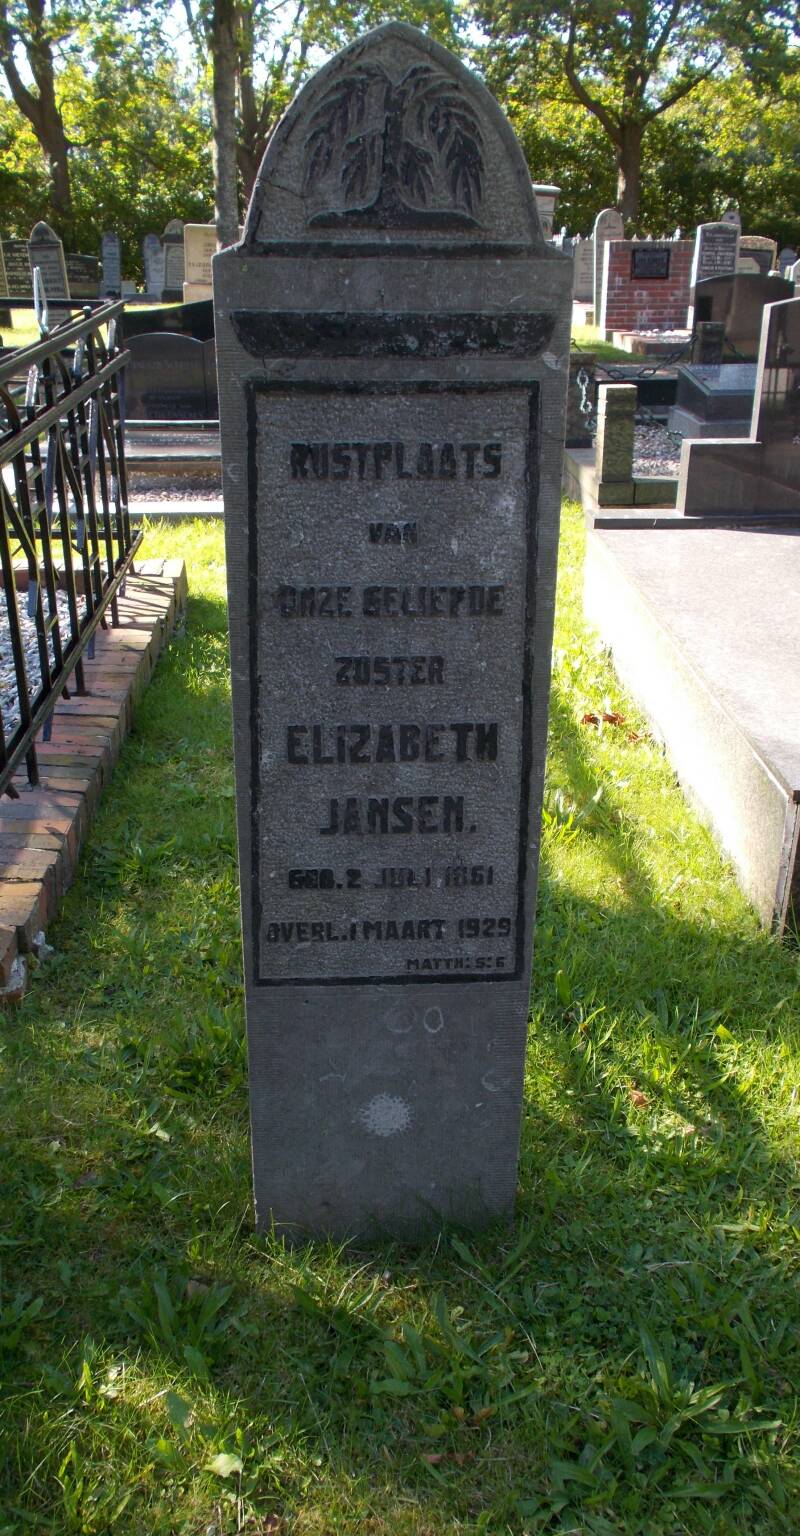 RUSTPLAATS
VAN
ONZE GELIEFDE
ZUSTER
ELIZABETH
JANSEN.
GEB. 2 JULI 1861
OVERL. 1 MAART 1929
MATTH: 5:6